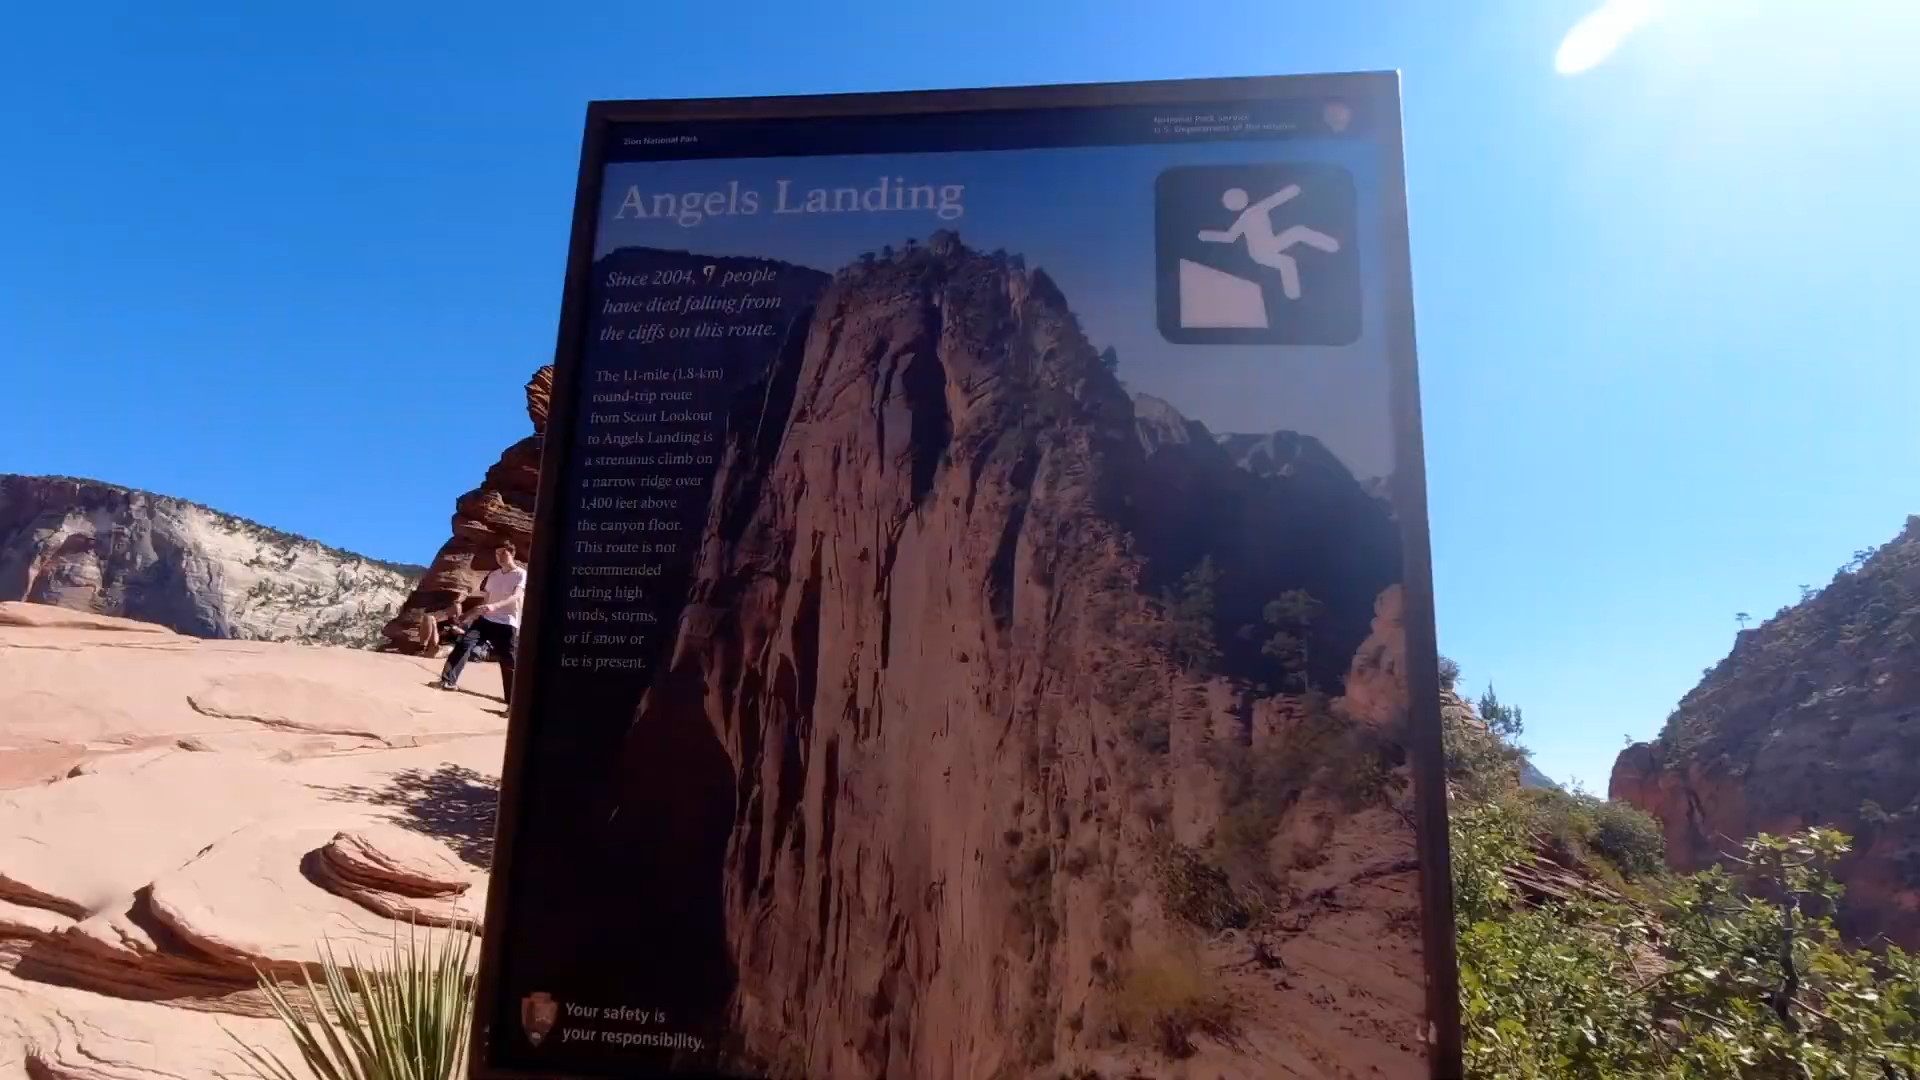 Zion National Park
National Park Service
U.S. Department of the Interior
Angels Landing
Since 2004, 9 people
have died falling from
the cliffs on this route.
The 1.1-mile (1.8-km)
round-trip route
from Scout Lookout
to Angels Landing is
a strenuous climb on
a narrow ridge over
1,400 feet above
the canyon floor.
This route is not
recommended
during high
winds, storms,
or if snow or
ice is present.
Your safety is
your responsibility.